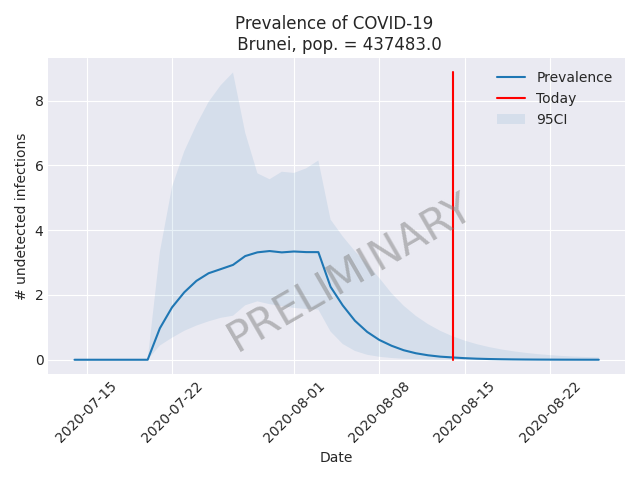 Prevalence of COVID-19
Brunei, pop. = 437483.0
Prevalence
Today
95CI
8
6
4
2
0
# undetected infections
PRELIMINARY
2020-07-15
2020-07-22
2020-08-01
2020-08-08
2020-08-15
2020-08-22
Date